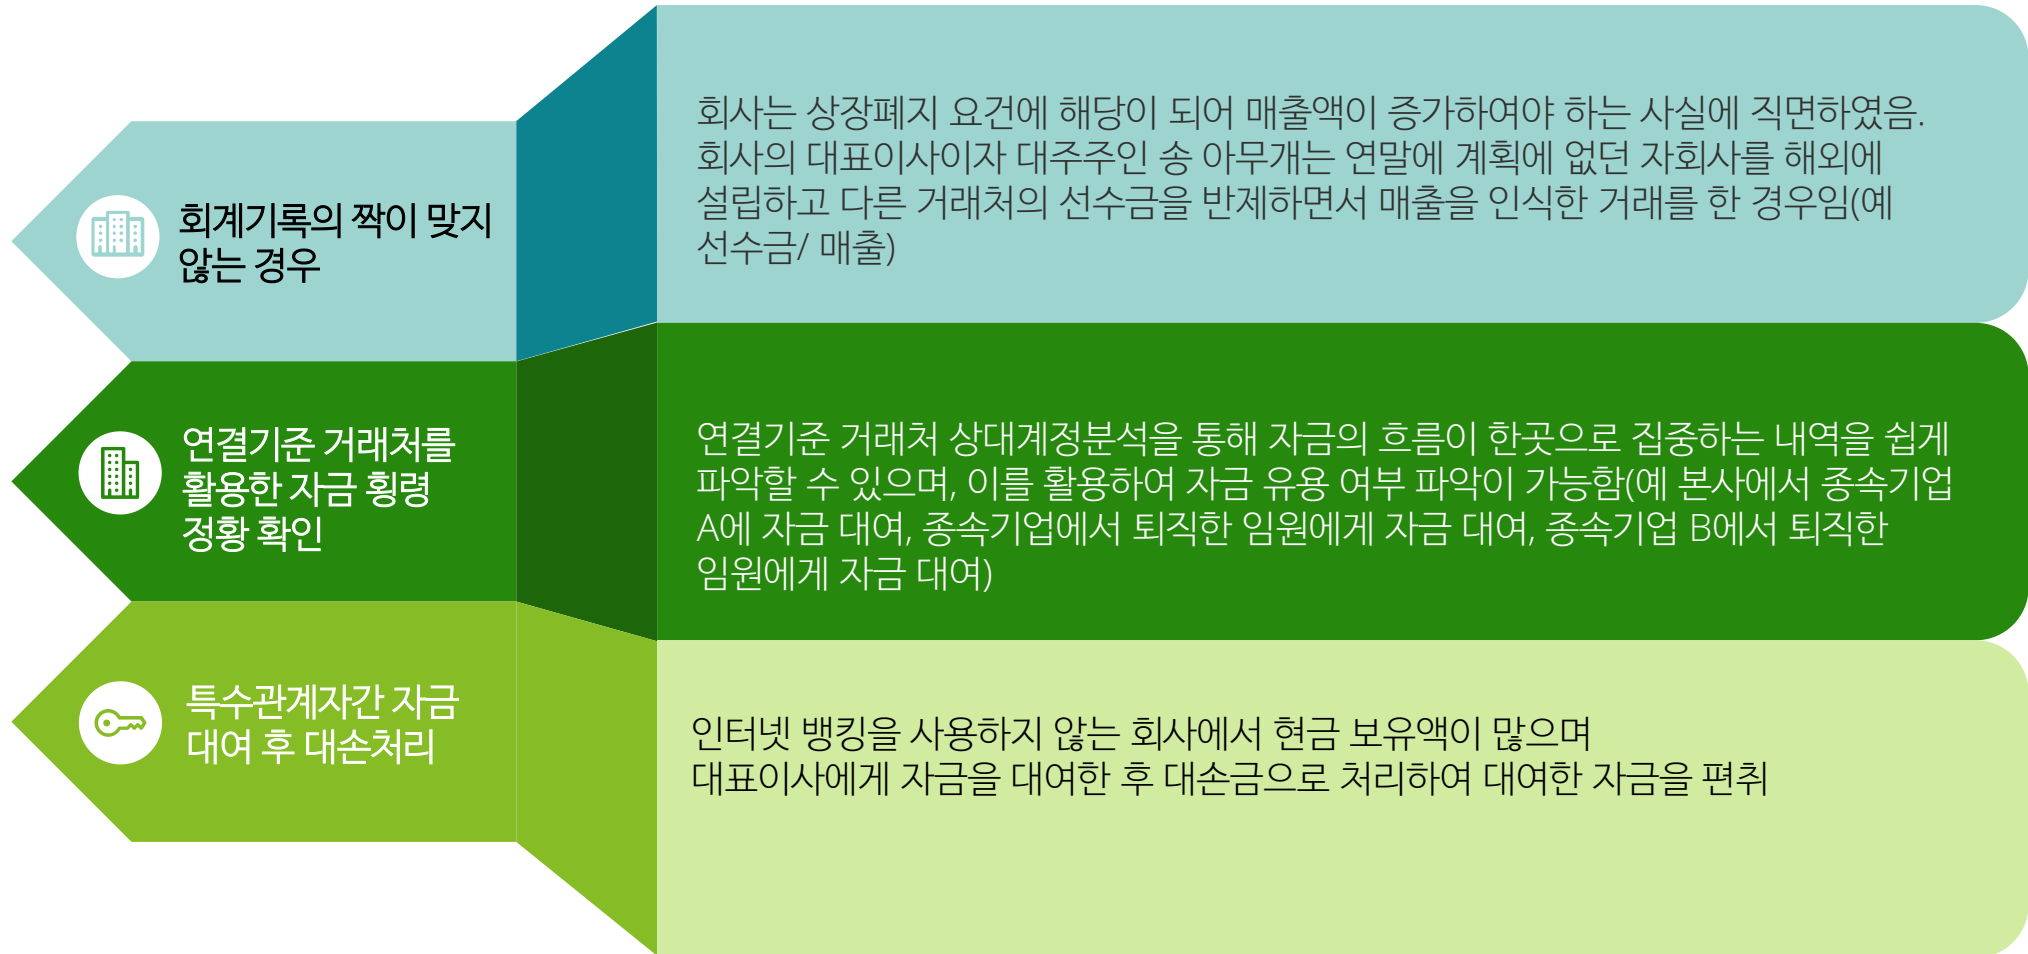 회계기록의 짝이 맞지
않는 경우
회사는 상장폐지 요건에 해당이 되어 매출액이 증가하여야 하는 사실에 직면하였음.
회사의 대표이사이자 대주주인 송 아무개는 연말에 계획에 없던 자회사를 해외에
설립하고 다른 거래처의 선수금을 반제하면서 매출을 인식한 거래를 한 경우임(예
선수금/ 매출)
연결기준 거래처를
활용한 자금 횡령
정황 확인
연결기준 거래처 상대계정분석을 통해 자금의 흐름이 한곳으로 집중하는 내역을 쉽게
파악할 수 있으며, 이를 활용하여 자금 유용 여부 파악이 가능함(예 본사에서 종속기업
A에 자금 대여, 종속기업에서 퇴직한 임원에게 자금 대여, 종속기업 B에서 퇴직한
임원에게 자금 대여)
특수관계자간 자금
대여 후 대손처리
인터넷 뱅킹을 사용하지 않는 회사에서 현금 보유액이 많으며
대표이사에게 자금을 대여한 후 대손금으로 처리하여 대여한 자금을 편취